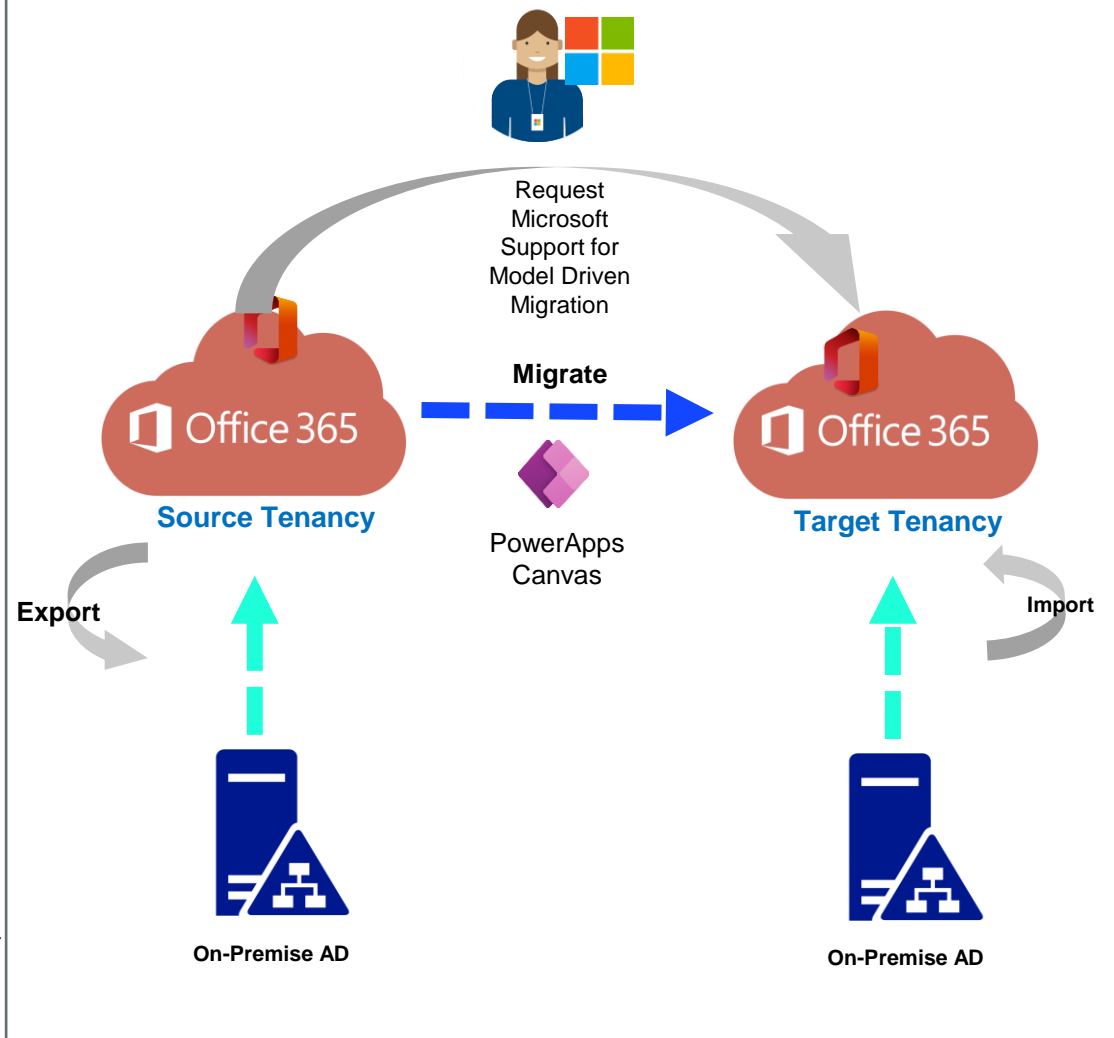 Request
Microsoft
Support for
Model Driven
Migration
Migrate
Office 365
Office 365
Source Tenancy
Target Tenancy
PowerApps
Canvas
Export
Import
On-Premise AD
On-Premise AD